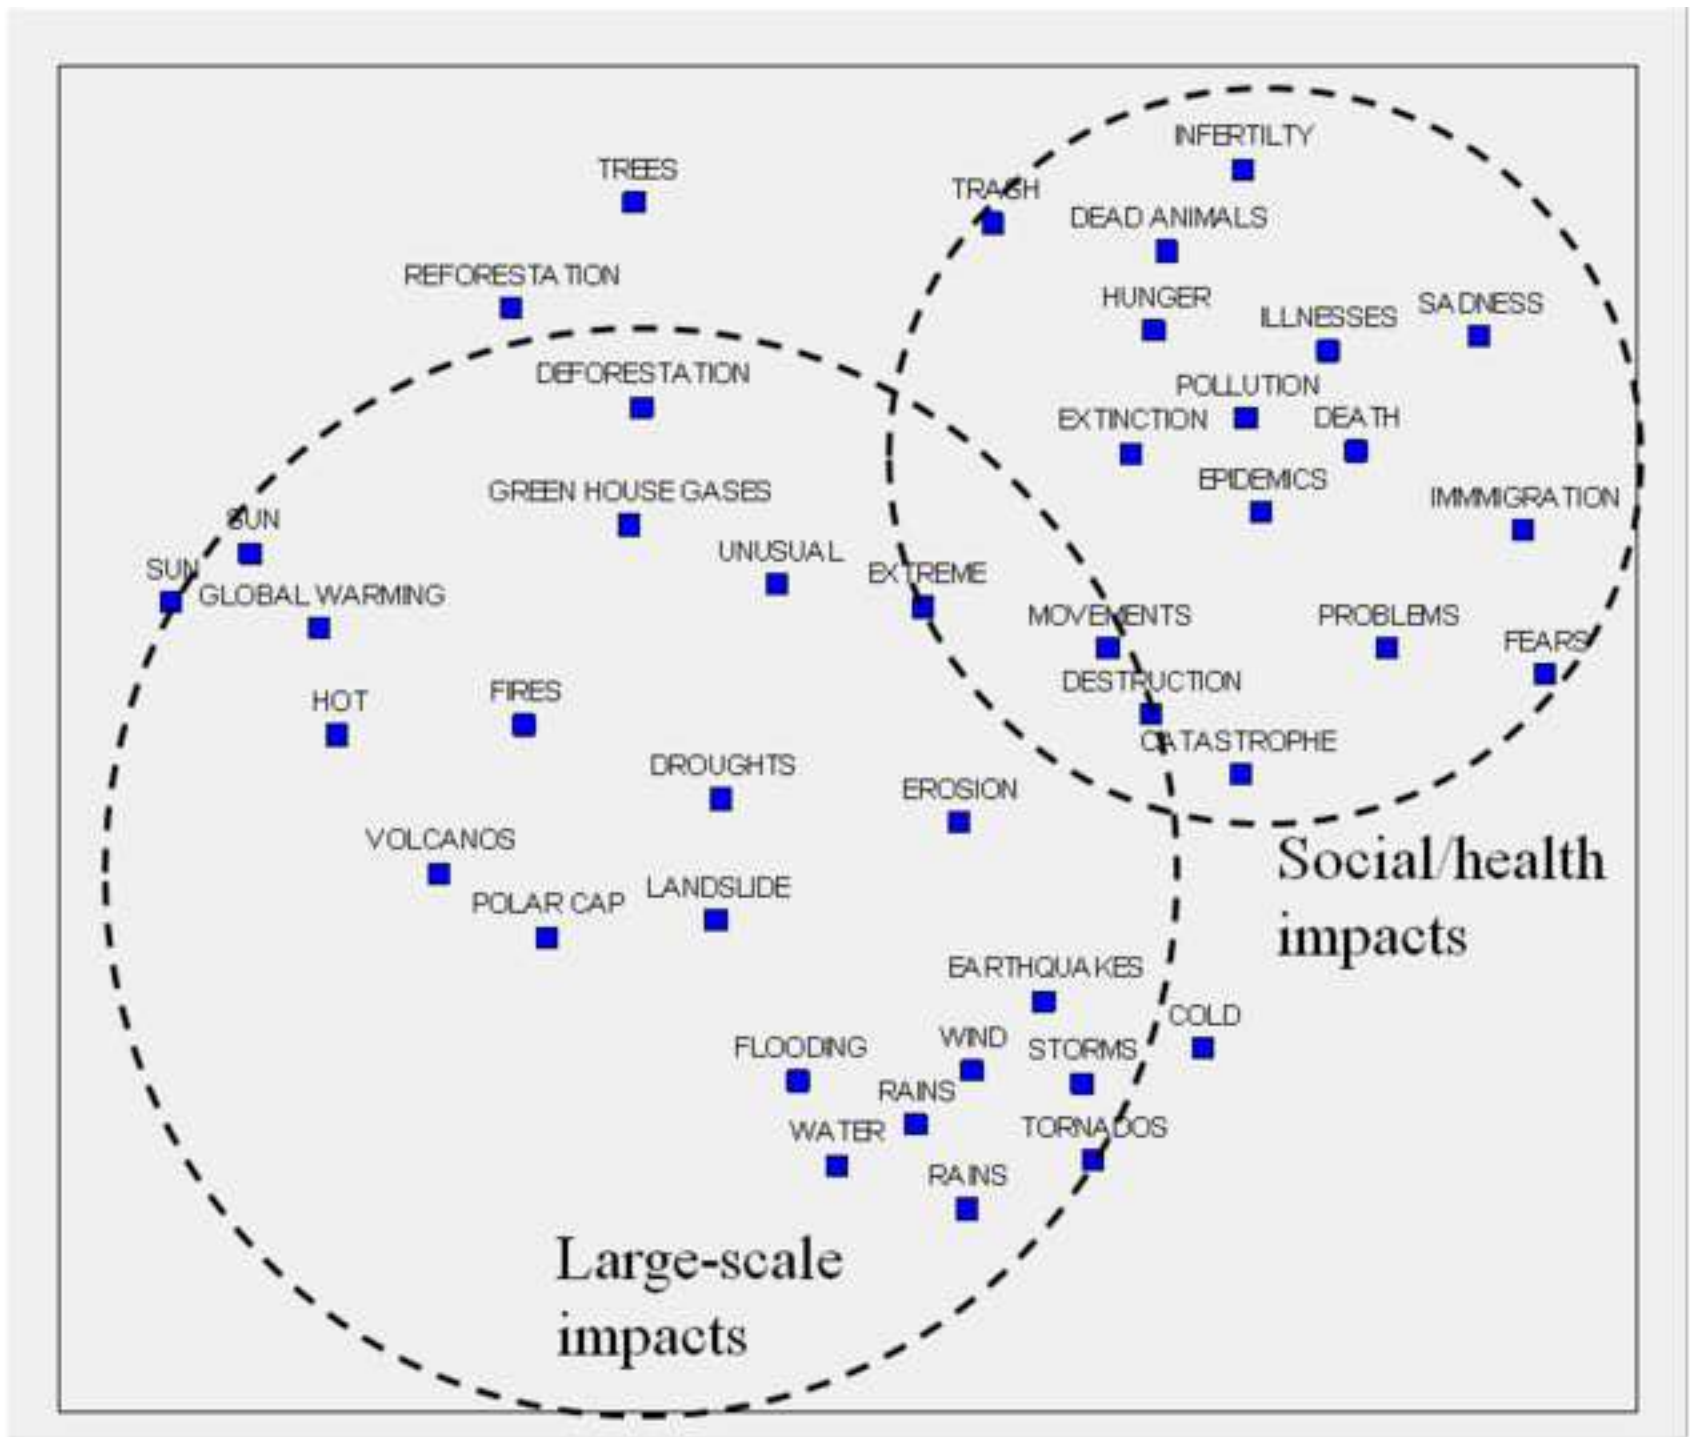 INFERTILTY
TREES
TRASH
DEAD ANIMALS
REFORESTATION
HUNGER
SADNESS
ILLNESSES
DEFORESTATION
POLLUTION
EXTINCTION
DEATH
EPIDEMICS
GREEN HOUSE GASES
IMMMIGRATION
SUN
UNUSUAL
SUN
EXTREME
GLOBAL WARMING
MOVEMENTS
PROBLEMS
FEARS
DESTRUCTION
FIRES
HOT
CATASTROPHE
DROUGHTS
EROSION
VOLCANOS
Social/health
impacts
LANDSLIDE
POLAR CAP
EARTHQUAKES
COLD
WIND
FLOODING
STORMS
RAINS
TORNADOS
WATER
RAINS
Large-scale
impacts